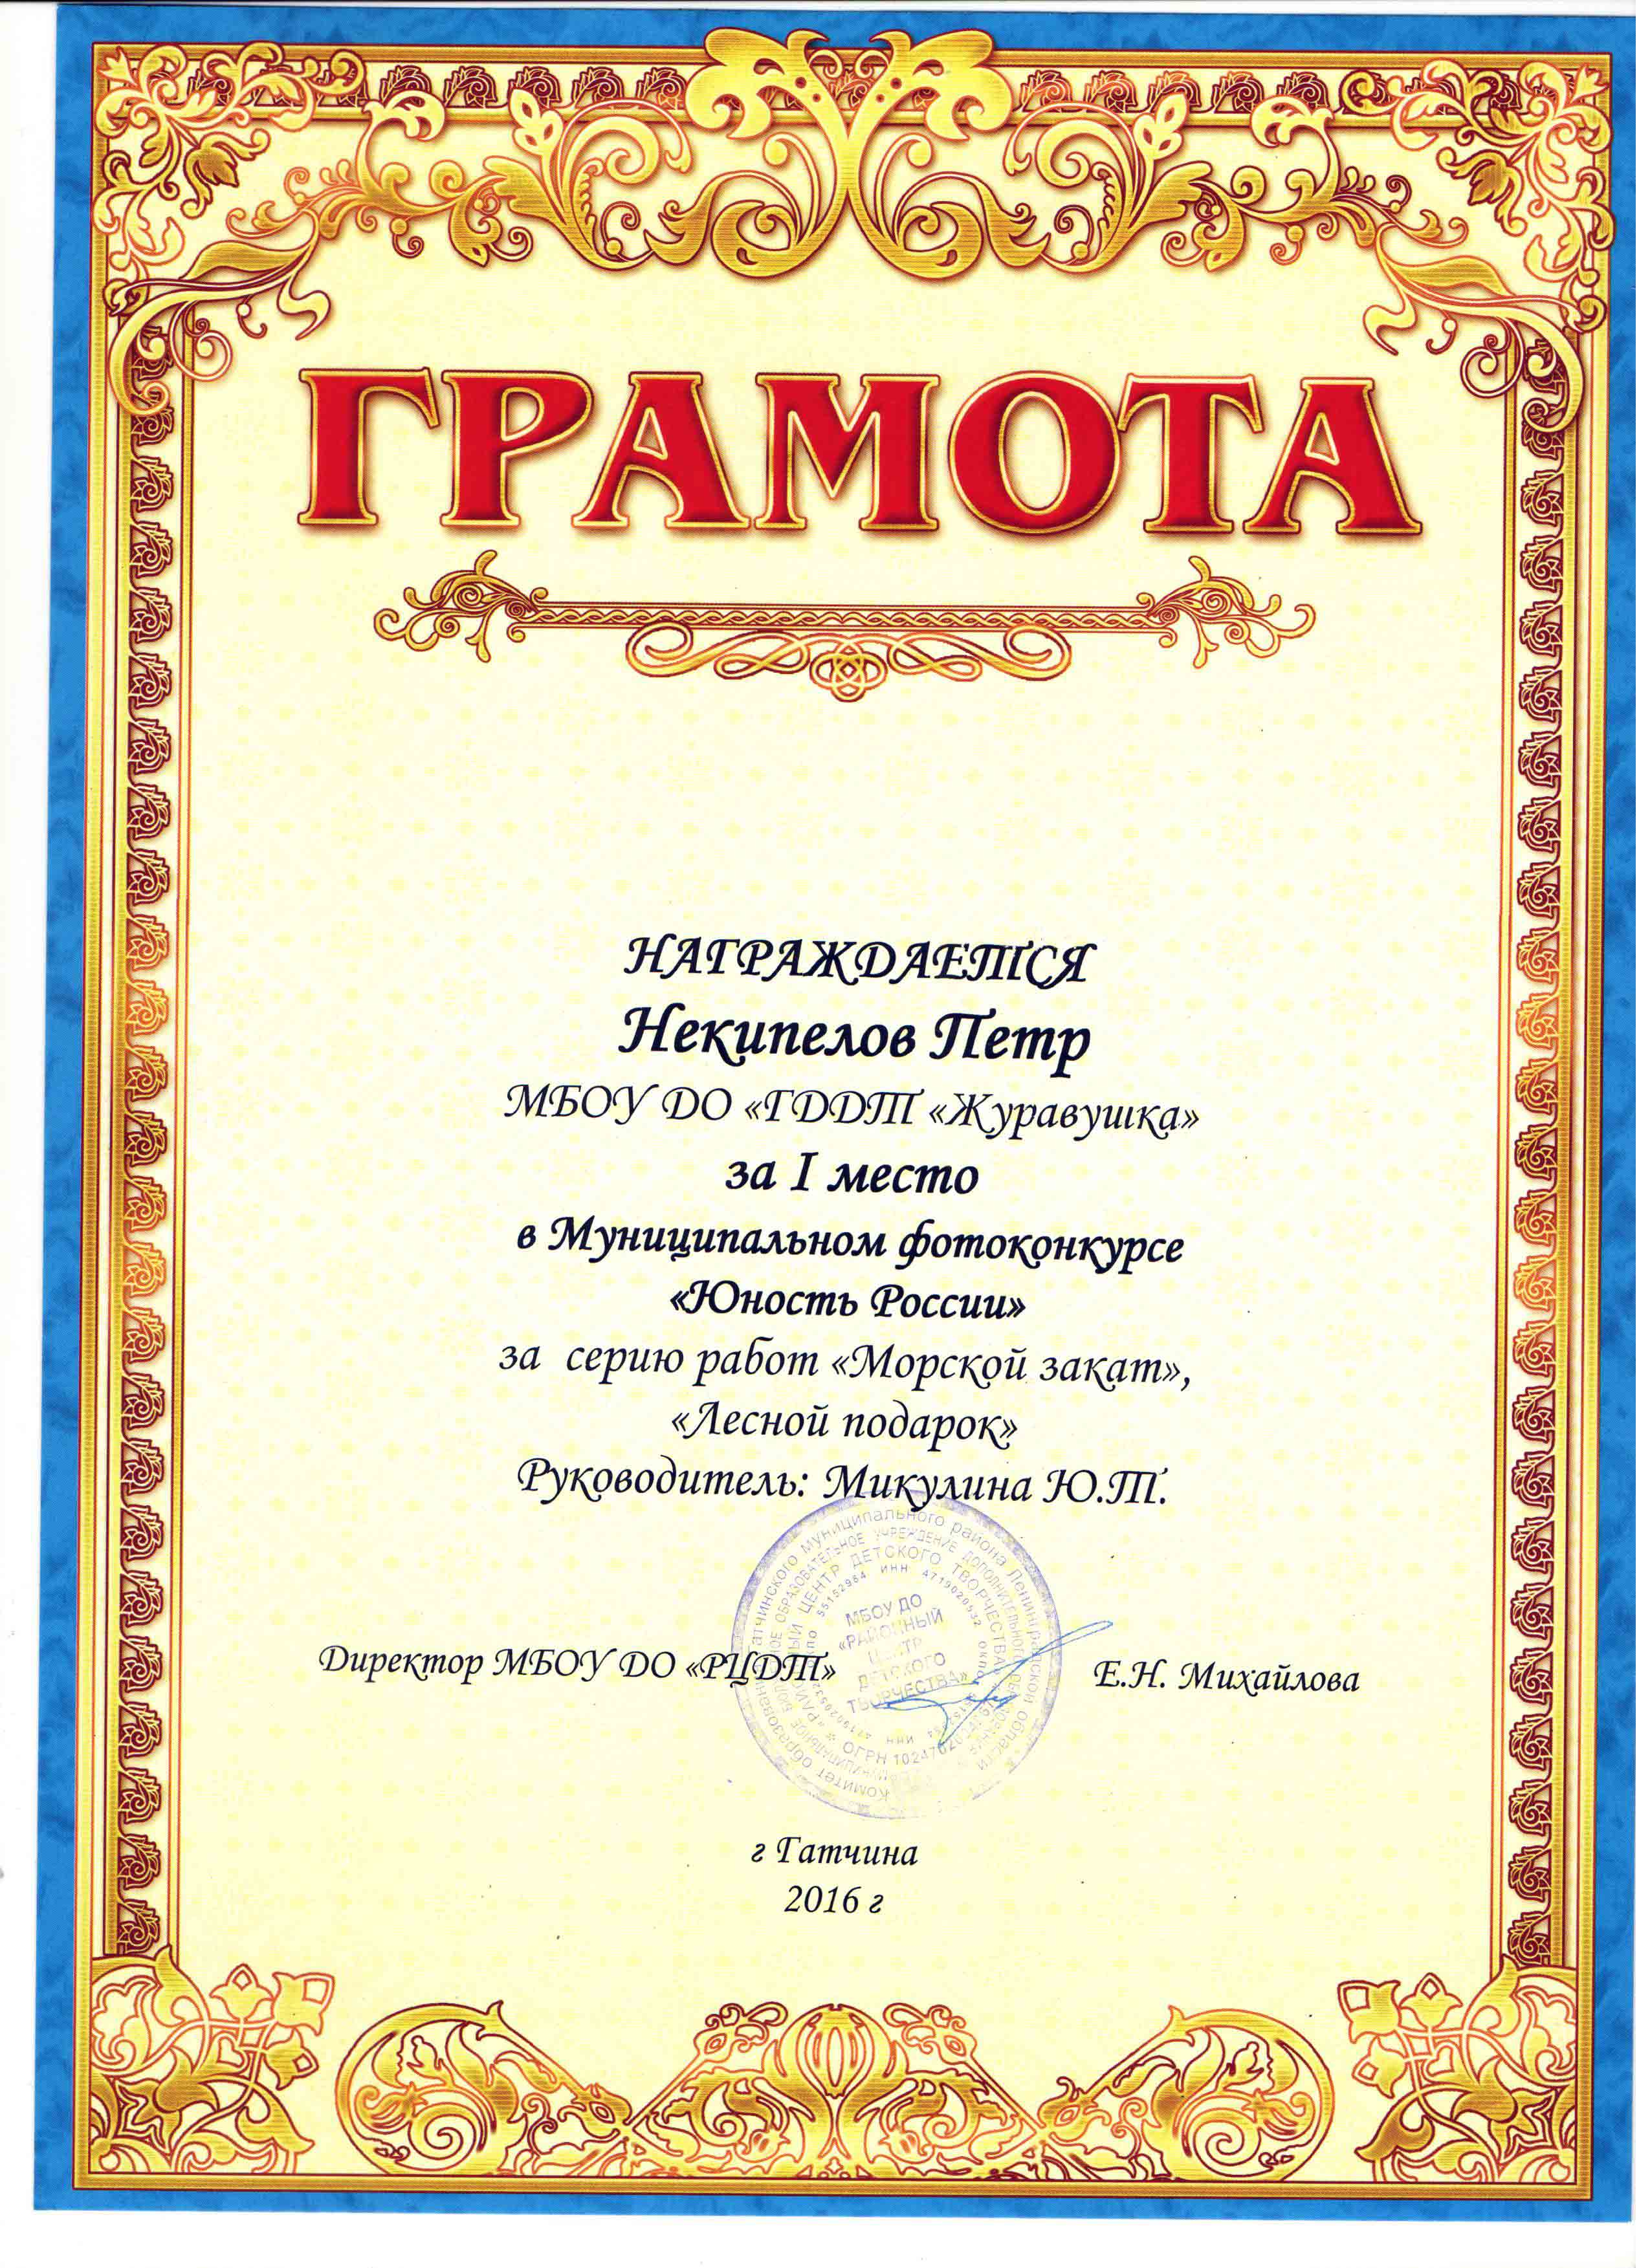 ГРАМОТА
НАГРАЖДАЕТСЯ
Некипелов Петр
МБОУ ДО «ГДДТ «Журавушка»
за I место
в Муниципальном фотоконкурсе
«Юность России»
за серию работ «Морской закат»,
«Лесной подарок»
Руководитель: Микулина Ю.Т.
Директор МБОУ ДО «РЦДТ» Е.Н. Михайлова
МБОУ ДО
«РАЙОННЫЙ
ЦЕНТР
ДЕТСКОГО
ТВОРЧЕСТВА»
г Гатчина
2016 г